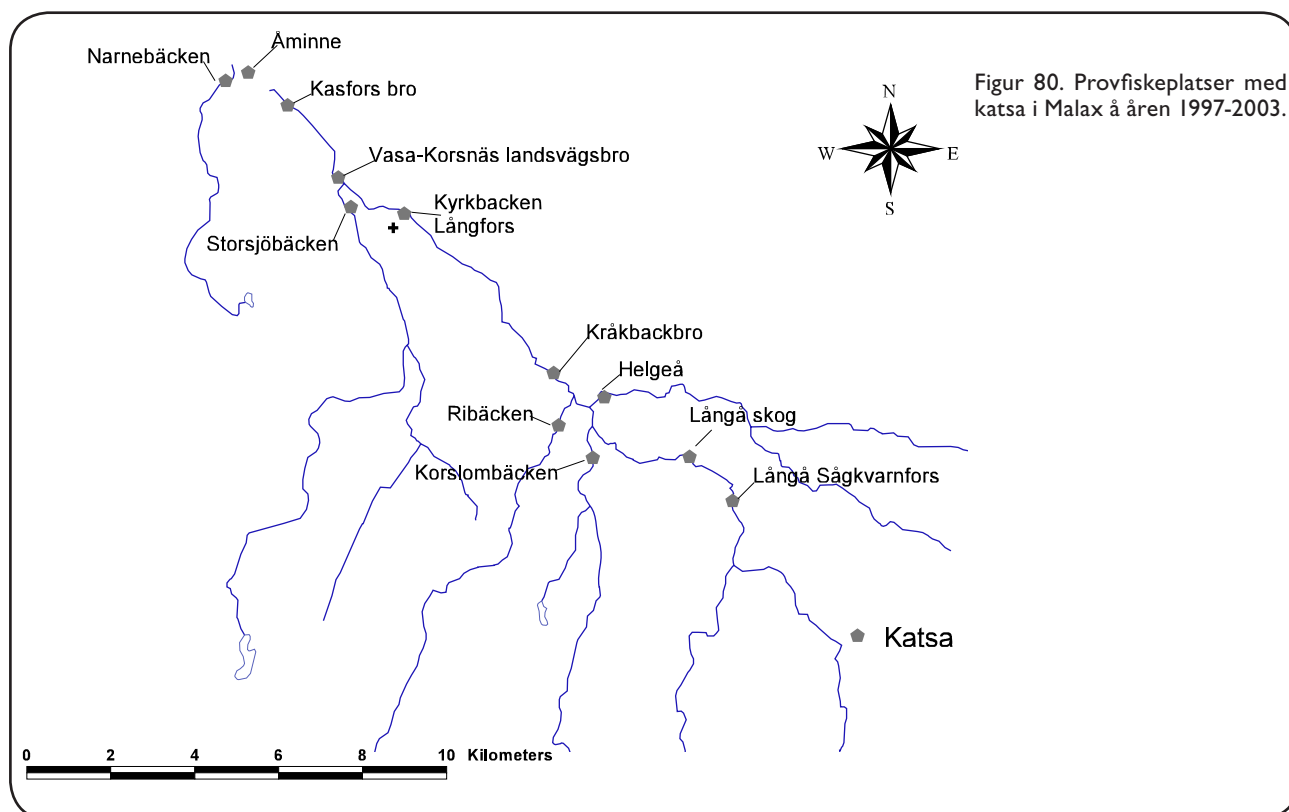 Åminne
Narnebäcken
Kasfors bro
Figur 80. Provfiskeplatser med
katsa i Malax å åren 1997-2003.
N
W E
S
Vasa-Korsnäs landsvägsbro
Kyrkbacken
Långfors
Storsjöbäcken
Kråkbackbro
Helgeå
Ribäcken
Långå skog
Korslombäcken
Långå Sågkvarnfors
Katsa
0 2 4 6 8 10 Kilometers